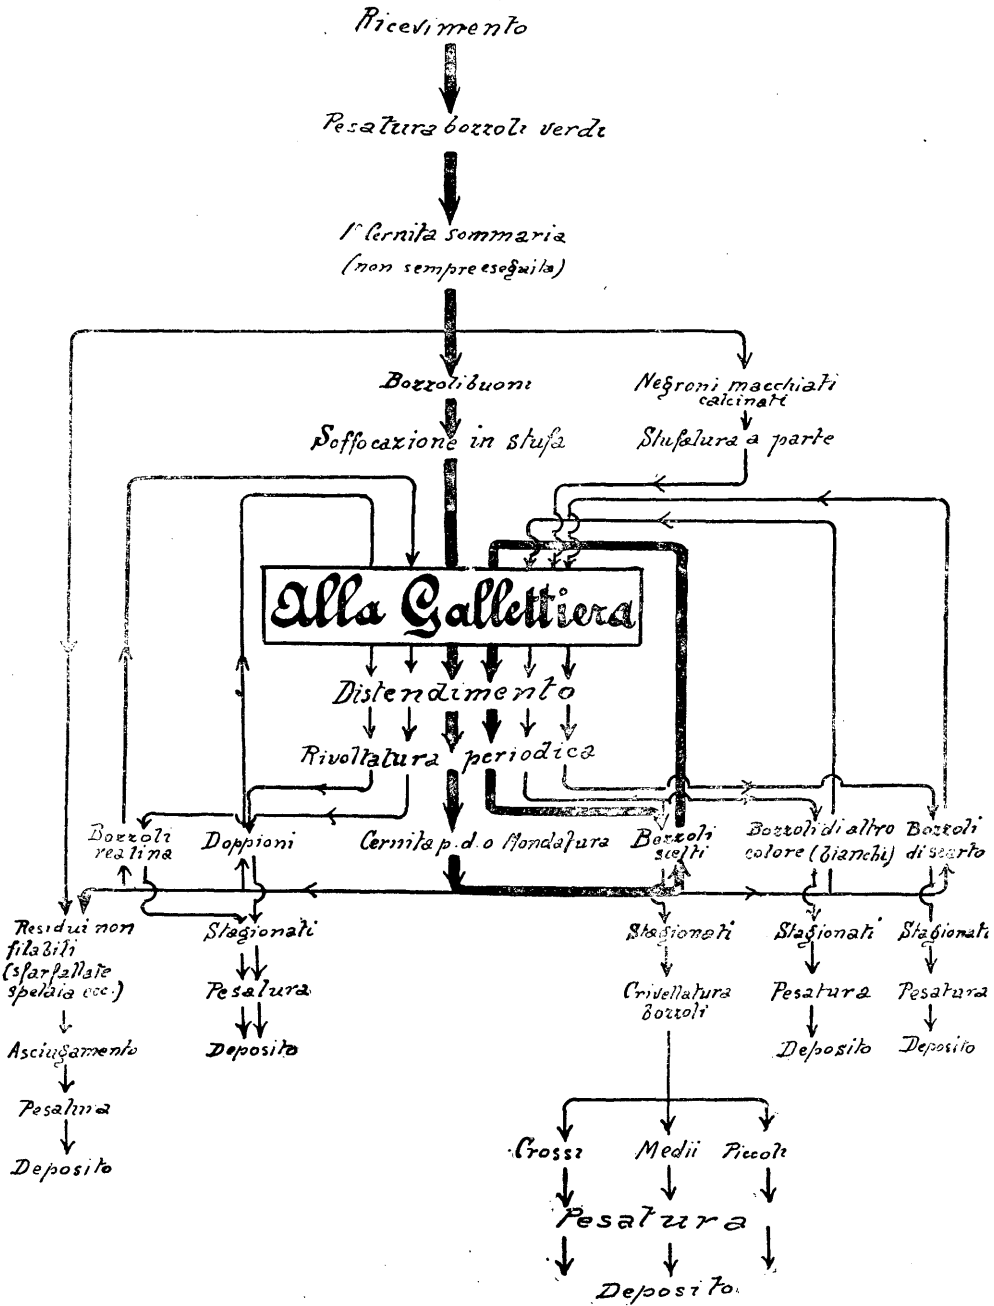 Ricevimento
Pesatura bozzoli verdi
1ª Cernita sommaria
(non sempre eseguita)
Bozzoli buoni
Negroni macchiati
calcinati
Soffocazione in stufa
Stufatura a parte
Alla Gallettiera
Distendimento
Rivoltatura periodica
Bozzoli
realina
Doppioni
Cernita p.d.o Mondatura
Bozzoli
scelti
Bozzoli di altro
colore (bianchi)
Bozzoli
di scarto
Residui non
filabili
(sfarfallate
spelaia ecc.)
Stagionati
Stagionati
Stagionati
Stagionati
Pesatura
Crivellatura
bozzoli
Pesatura
Pesatura
Asciugamento
Deposito
Deposito
Deposito
Pesatura
Deposito
Grossi
Medii
Piccoli
Pesatura
Deposito